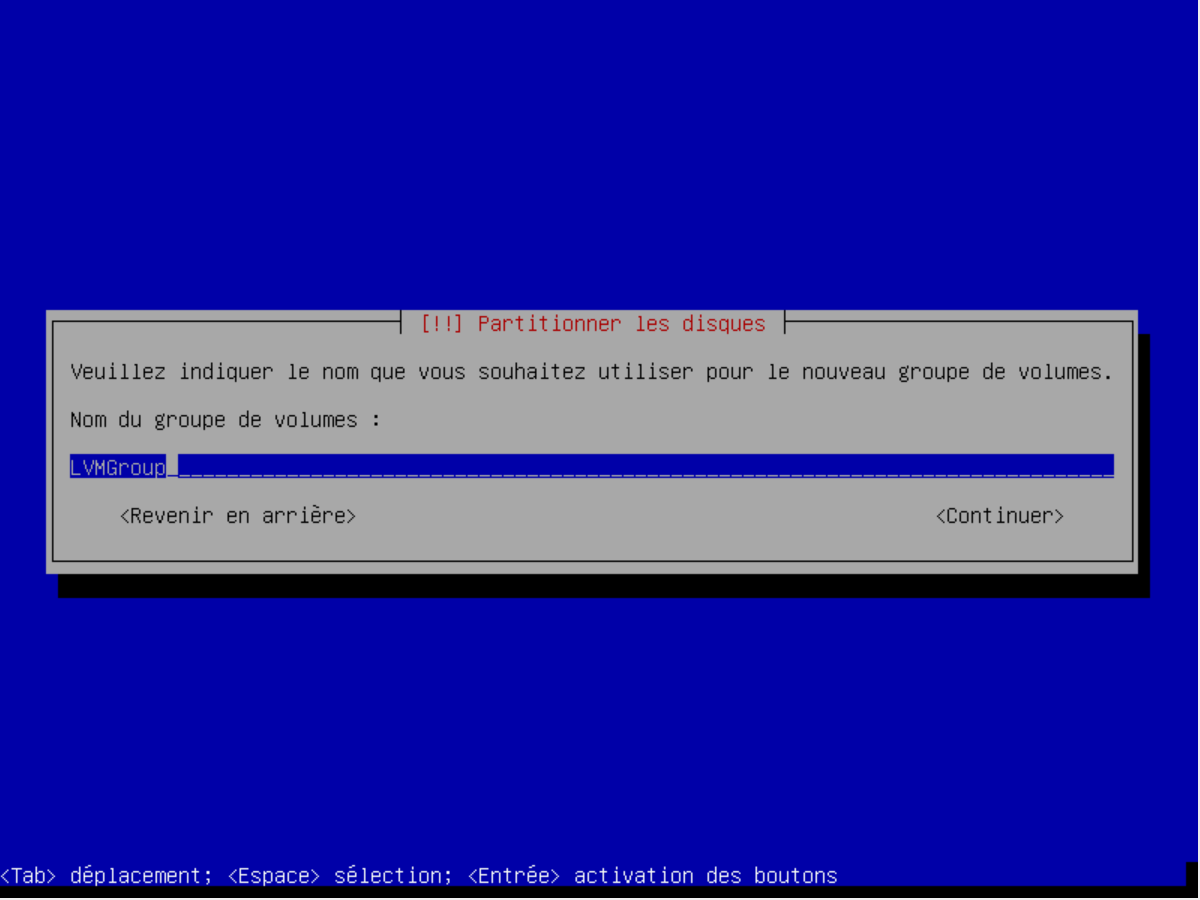 [!!] Partitionner les disques
Veuillez indiquer le nom que vous souhaitez utiliser pour le nouveau groupe de volumes.
Nom du groupe de volumes :
LVMGroup
<Revenir en arrière> <Continuer>
<Tab> déplacement; <Espace> sélection; <Entrée> activation des boutons